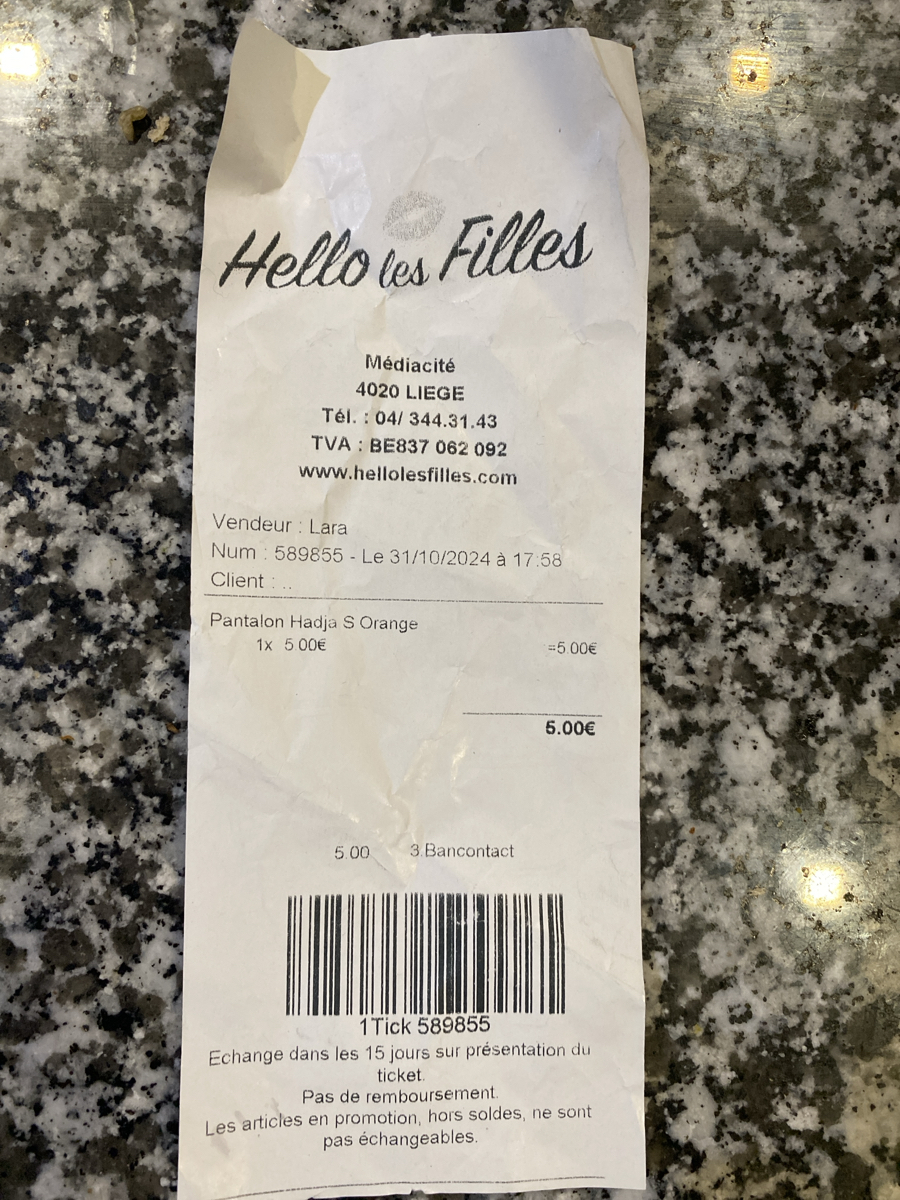 Hello les Filles
Médiacité
4020 LIEGE
Tél. : 04/ 344.31.43
TVA : BE837 062 092
www.hellolesfilles.com
Vendeur : Lara
Num : 589855 - Le 31/10/2024 à 17:58
Client : ..
Pantalon Hadja S Orange
1x 5.00€ =5.00€
5.00€
5.00 3.Bancontact
1Tick 589855
Echange dans les 15 jours sur présentation du
ticket.
Pas de remboursement.
Les articles en promotion, hors soldes, ne sont
pas échangeables.